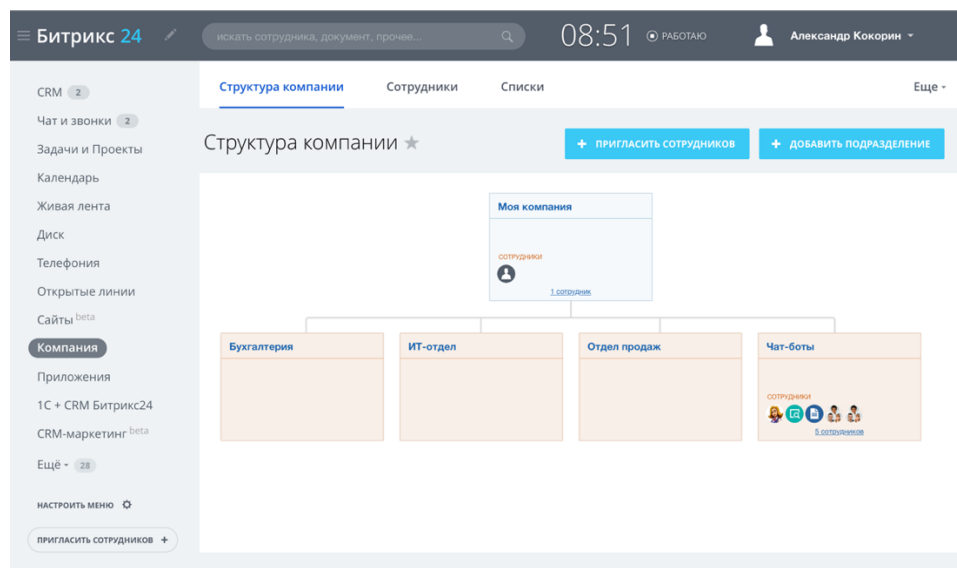 Битрикс 24
искать сотрудника, документ, прочее...
08:51
РАБОТАЮ
Александр Кокорин
CRM 2
Чат и звонки 2
Задачи и Проекты
Календарь
Живая лента
Диск
Телефония
Открытые линии
Сайты beta
Компания
Приложения
1С + CRM Битрикс24
CRM-маркетинг beta
Ещё 28
НАСТРОИТЬ МЕНЮ
ПРИГЛАСИТЬ СОТРУДНИКОВ +
Структура компании Сотрудники Списки Еще
Структура компании
+ ПРИГЛАСИТЬ СОТРУДНИКОВ
+ ДОБАВИТЬ ПОДРАЗДЕЛЕНИЕ
Моя компания
СОТРУДНИКИ
1 сотрудник
Бухгалтерия
ИТ-отдел
Отдел продаж
Чат-боты
СОТРУДНИКИ
5 сотрудников